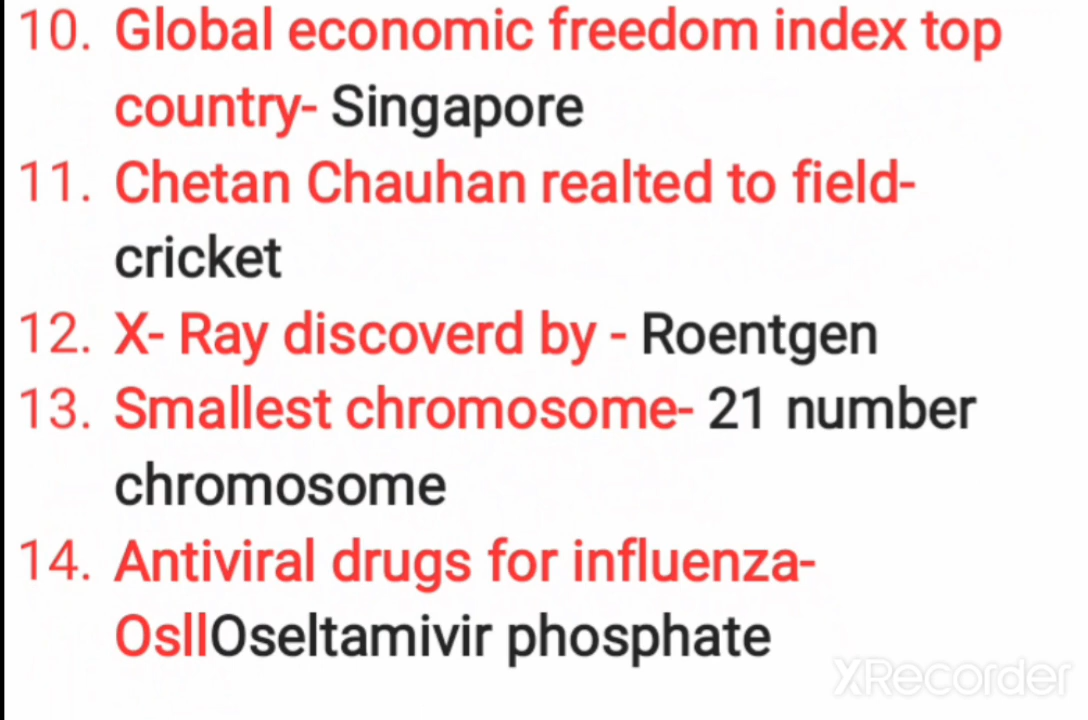 10. Global economic freedom index top
country- Singapore
11. Chetan Chauhan realted to field-
cricket
12. X- Ray discoverd by - Roentgen
13. Smallest chromosome- 21 number
chromosome
14. Antiviral drugs for influenza-
OsllOseltamivir phosphate
XRecorder